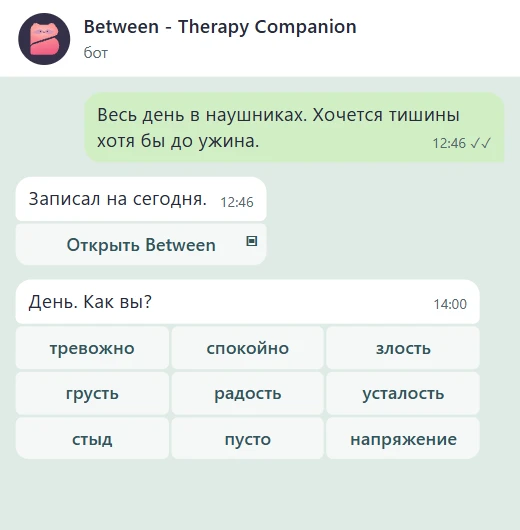 Between - Therapy Companion
бот
Весь день в наушниках. Хочется тишины
хотя бы до ужина.
12:46
Записал на сегодня. 12:46
Открыть Between
День. Как вы? 14:00
тревожно спокойно злость
грусть радость усталость
стыд пусто напряжение